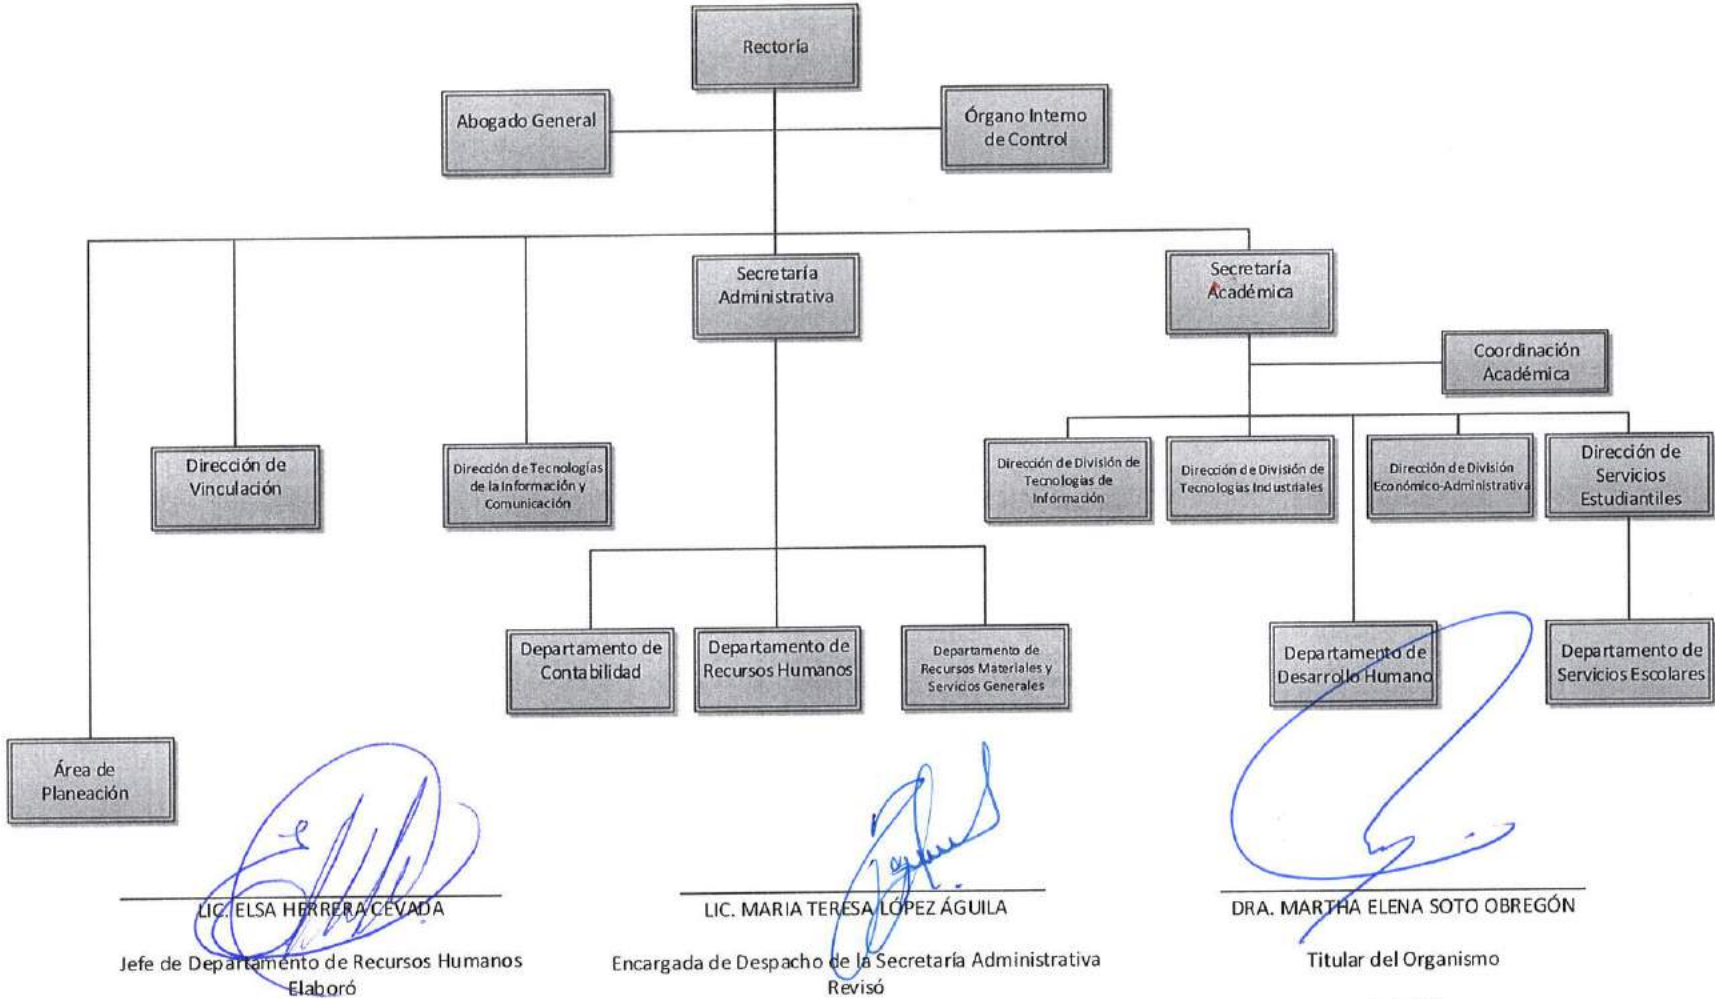 Rectoría
Abogado General
Órgano Interno
de Control
Secretaría
Administrativa
Secretaría
Académica
Coordinación
Académica
Dirección de
Vinculación
Dirección de Tecnologías
de la Información y
Comunicación
Dirección de División de
Tecnologías de
Información
Dirección de División de
Tecnologías Industriales
Dirección de División
Económico-Administrativa
Dirección de
Servicios
Estudiantiles
Departamento de
Contabilidad
Departamento de
Recursos Humanos
Departamento de
Recursos Materiales y
Servicios Generales
Departamento de
Desarrollo Humano
Departamento de
Servicios Escolares
Área de
Planeación
LIC. ELSA HERRERA CEVADA
Jefe de Departamento de Recursos Humanos
Elaboró
LIC. MARIA TERESA LÓPEZ ÁGUILA
Encargada de Despacho de la Secretaría Administrativa
Revisó
DRA. MARTHA ELENA SOTO OBREGÓN
Titular del Organismo